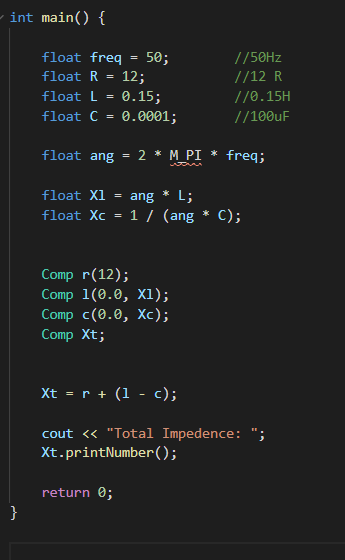 int main() {
float freq = 50; //50Hz
float R = 12; //12 R
float L = 0.15; //0.15H
float C = 0.0001; //100uF
float ang = 2 * M_PI * freq;
float Xl = ang * L;
float Xc = 1 / (ang * C);
Comp r(12);
Comp l(0.0, Xl);
Comp c(0.0, Xc);
Comp Xt;
Xt = r + (l - c);
cout << "Total Impedence: ";
Xt.printNumber();
return 0;
}